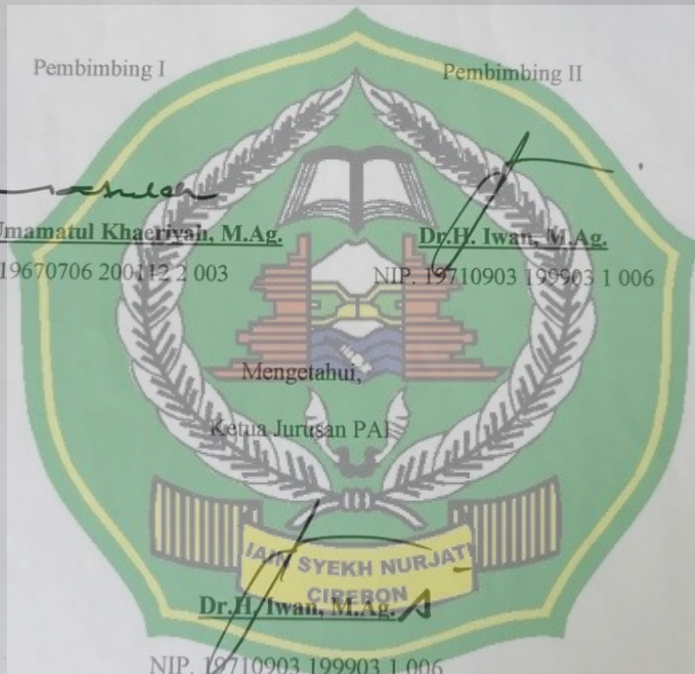 Pembimbing I Pembimbing II
Umamatul Khaeriyah, M.Ag. Dr.H. Iwan, M.Ag.
19670706 200112 2 003 NIP. 19710903 199903 1 006
Mengetahui,
Ketua Jurusan PAI
IAIN SYEKH NURJATI
CIREBON
Dr.H. Iwan, M.Ag.
NIP. 19710903 199903 1 006